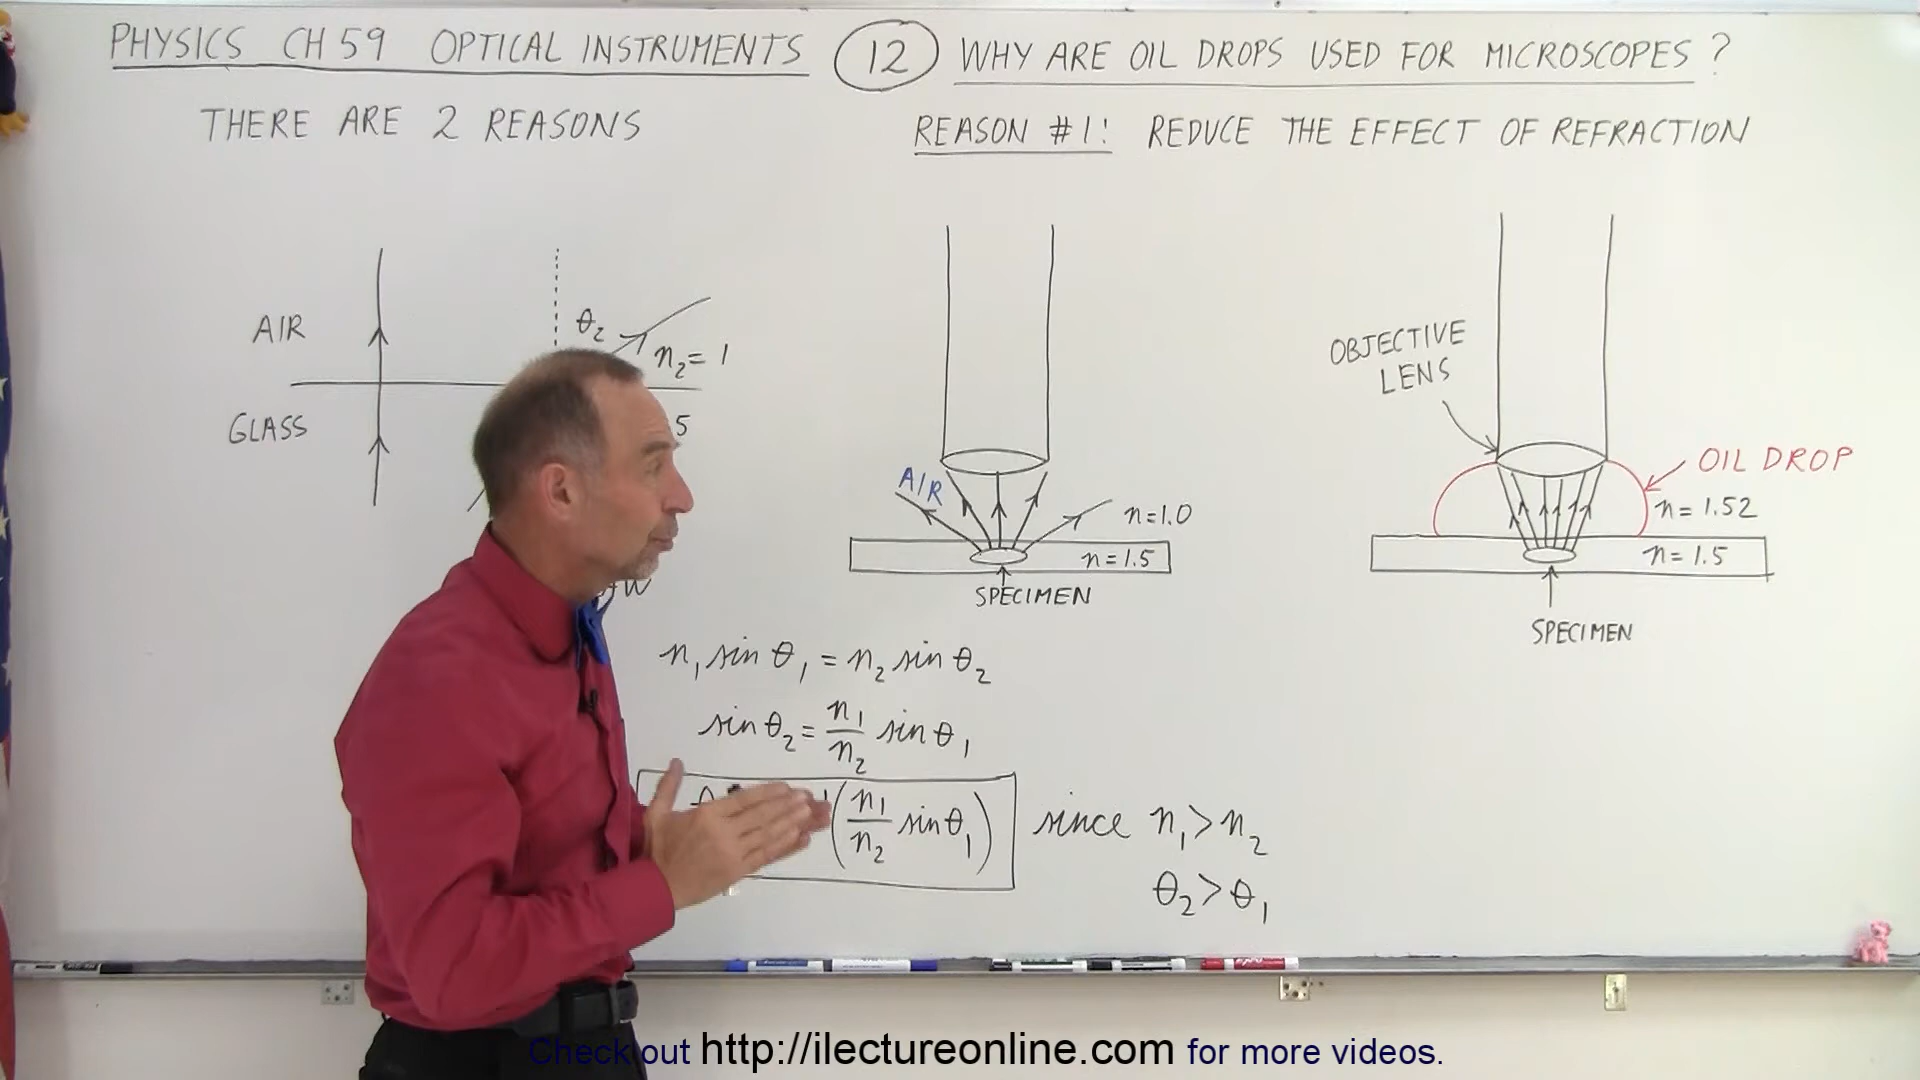 PHYSICS CH 59 OPTICAL INSTRUMENTS 12 WHY ARE OIL DROPS USED FOR MICROSCOPES?
THERE ARE 2 REASONS
REASON #1: REDUCE THE EFFECT OF REFRACTION
AIR
θ₂
n₂ = 1
GLASS
5
AIR
n=1.0
n=1.5
SPECIMEN
OBJECTIVE
LENS
OIL DROP
n=1.52
n=1.5
SPECIMEN
n₁ sin θ₁ = n₂ sin θ₂
sin θ₂ = n₁/n₂ sin θ₁
(n₁/n₂ sin θ₁) since n₁ > n₂
θ₂ > θ₁
Check out http://ilectureonline.com for more videos.